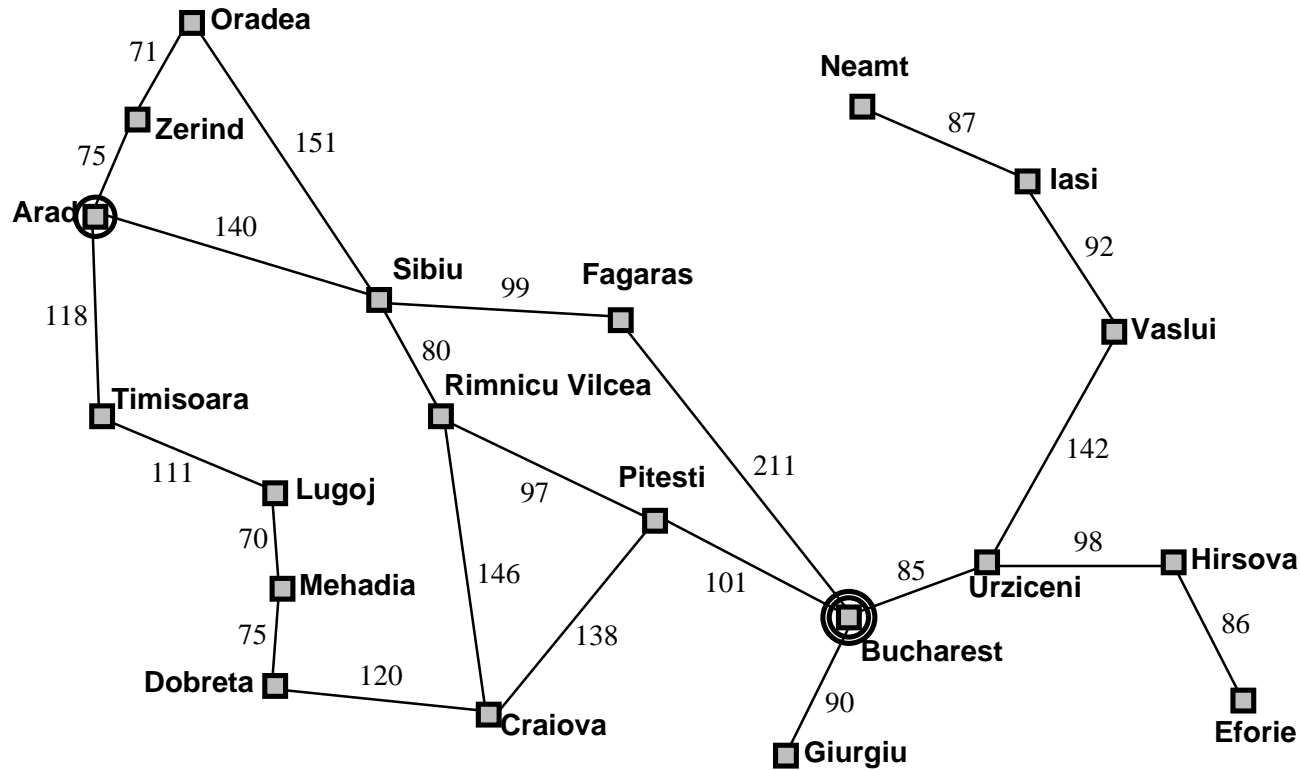 Oradea
71
Neamt
Zerind
87
151
75
Iasi
Arad
140
92
Sibiu
Fagaras
99
118
Vaslui
80
Timisoara
Rimnicu Vilcea
142
211
111
Pitesti
Lugoj
97
70
98
Hirsova
146
101
85
Mehadia
Urziceni
138
86
75
Bucharest
Dobreta
120
90
Craiova
Eforie
Giurgiu